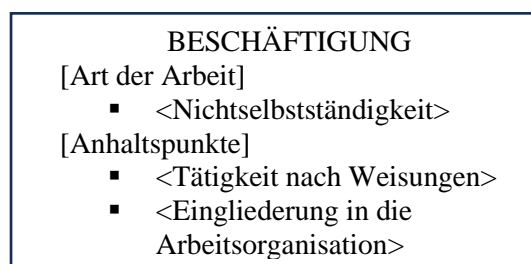 BESCHÄFTIGUNG
[Art der Arbeit]
▪ <Nichtselbstständigkeit>
[Anhaltspunkte]
▪ <Tätigkeit nach Weisungen>
▪ <Eingliederung in die
Arbeitsorganisation>